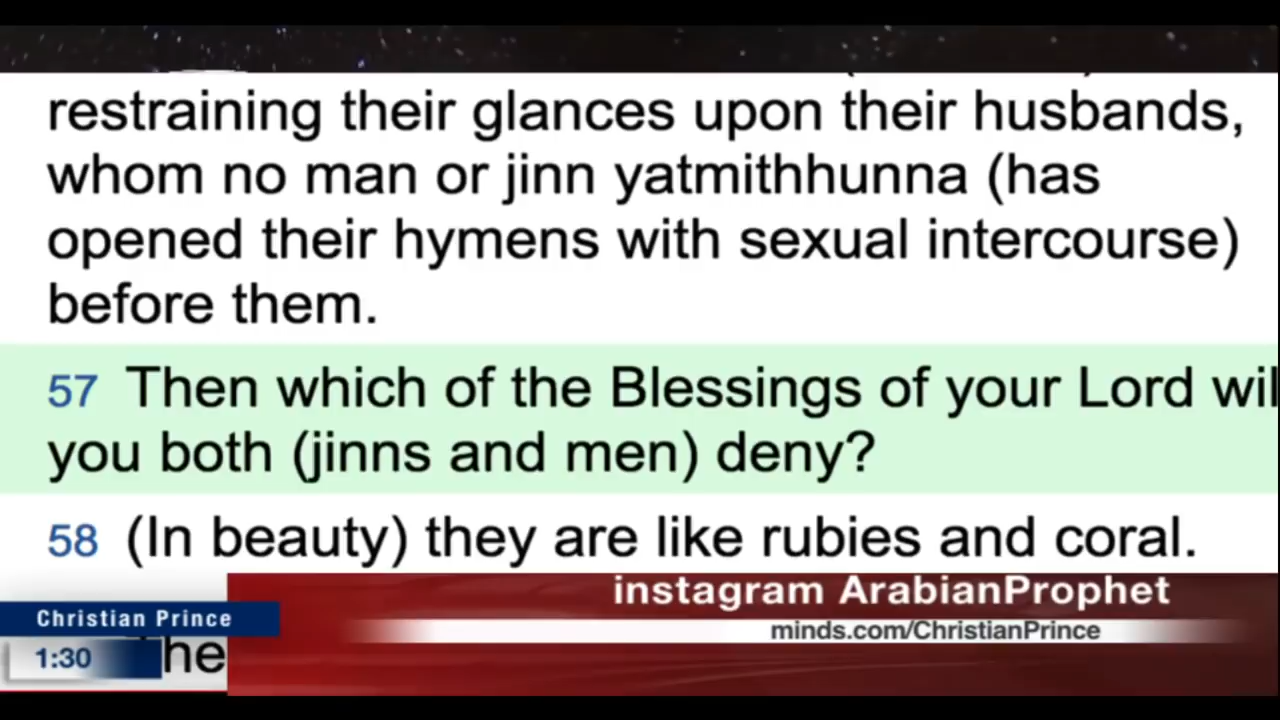 restraining their glances upon their husbands,
whom no man or jinn yatmithhunna (has
opened their hymens with sexual intercourse)
before them.
57 Then which of the Blessings of your Lord wil
you both (jinns and men) deny?
58 (In beauty) they are like rubies and coral.
instagram ArabianProphet
Christian Prince
minds.com/ChristianPrince
1:30
he